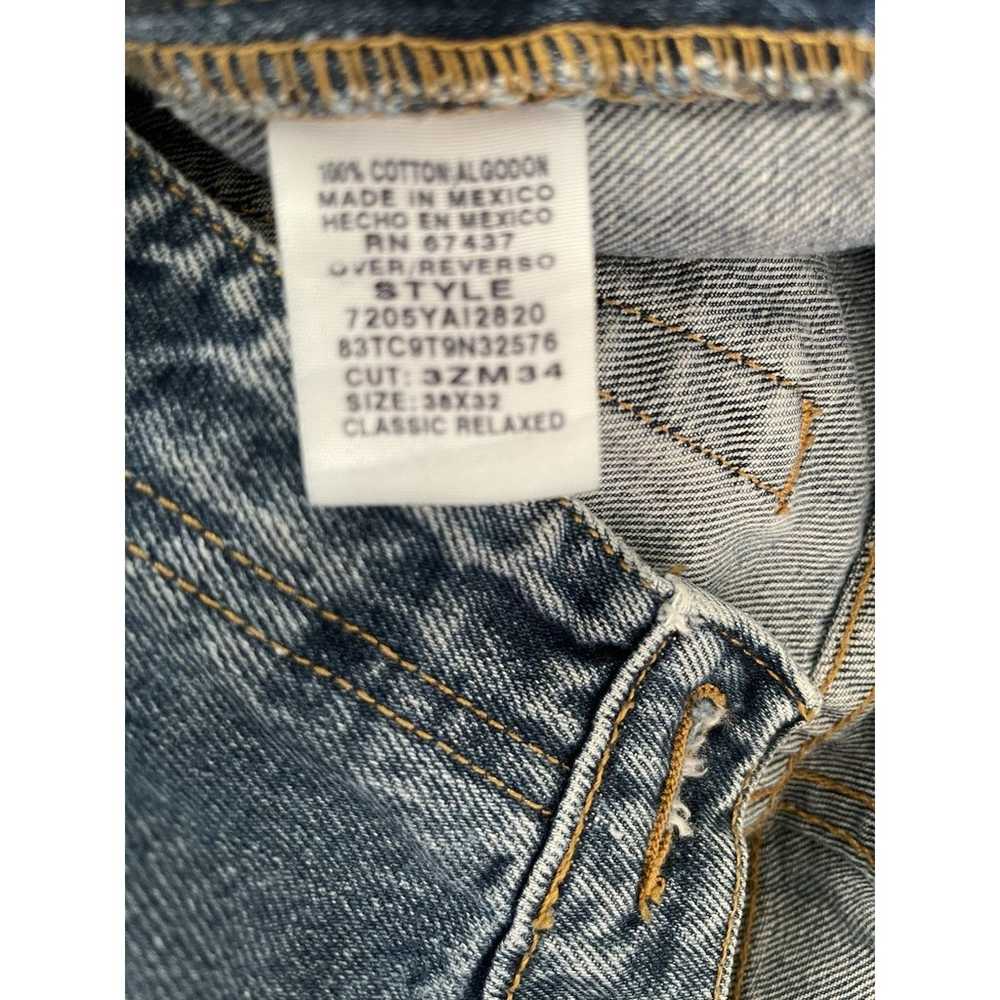 100% COTTON/ALGODON
MADE IN MEXICO
HECHO EN MEXICO
RN 67437
OVER/REVERSO
STYLE
7205YAI2820
83TC9T9N32576
CUT: 3ZM34
SIZE: 38X32
CLASSIC RELAXED